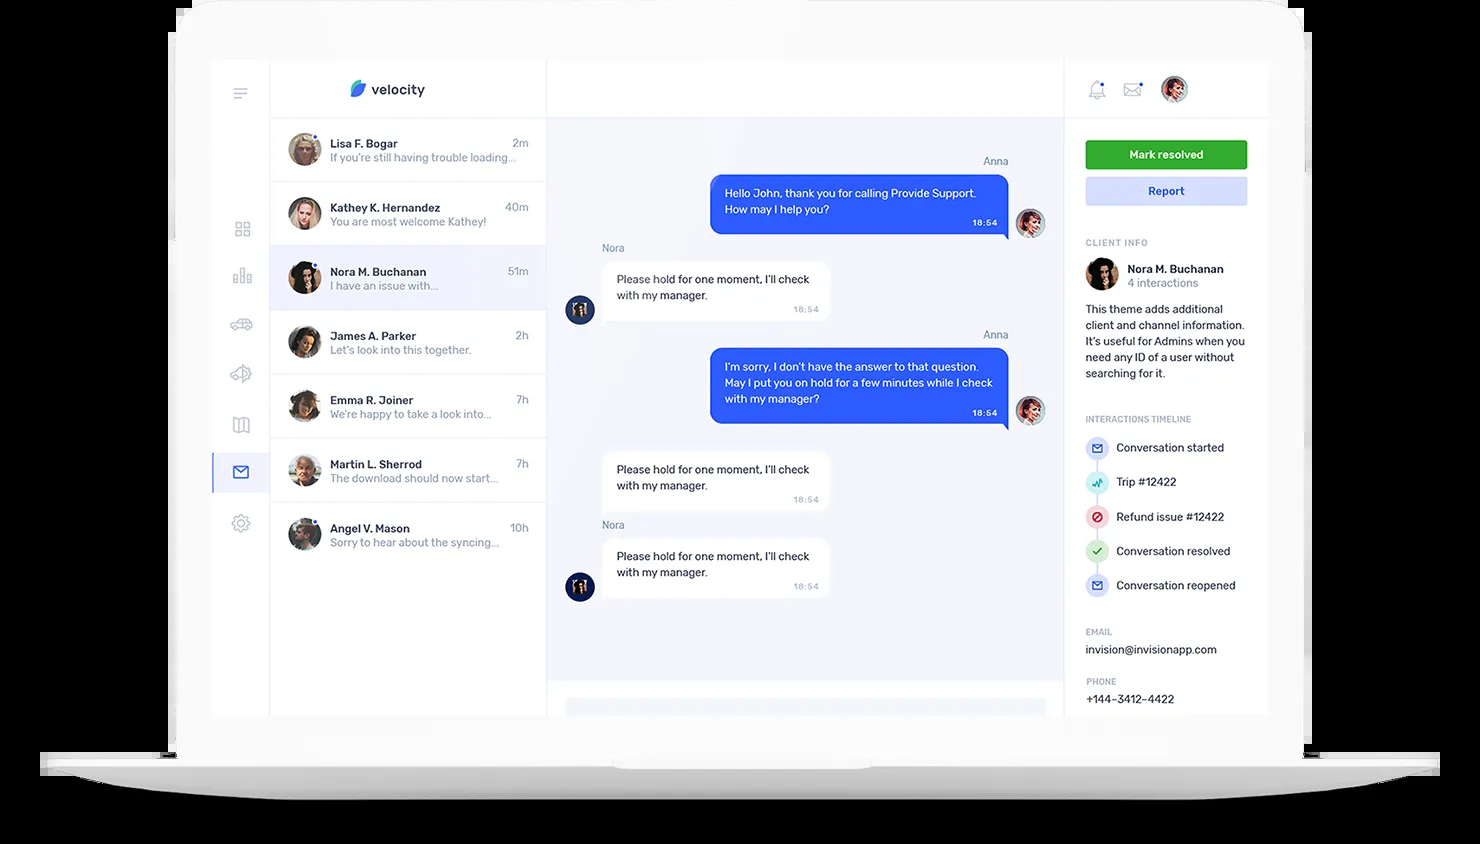 velocity
Lisa F. Bogar 2m
If you're still having trouble loading...
Kathey K. Hernandez 40m
You are most welcome Kathey!
Nora M. Buchanan 51m
I have an issue with...
James A. Parker 2h
Let's look into this together.
Emma R. Joiner 7h
We're happy to take a look into...
Martin L. Sherrod 7h
The download should now start...
Angel V. Mason 10h
Sorry to hear about the syncing...
Anna
Hello John, thank you for calling Provide Support.
How may I help you?
18:54
Nora
Please hold for one moment, I'll check
with my manager.
18:54
Anna
I'm sorry, I don't have the answer to that question.
May I put you on hold for a few minutes while I check
with my manager?
18:54
Please hold for one moment, I'll check
with my manager.
18:54
Nora
Please hold for one moment, I'll check
with my manager.
18:54
Mark resolved
Report
CLIENT INFO
Nora M. Buchanan
4 interactions
This theme adds additional
client and channel information.
It's useful for Admins when you
need any ID of a user without
searching for it.
INTERACTIONS TIMELINE
Conversation started
Trip #12422
Refund issue #12422
Conversation resolved
Conversation reopened
EMAIL
invision@invisionapp.com
PHONE
+144-3412-4422